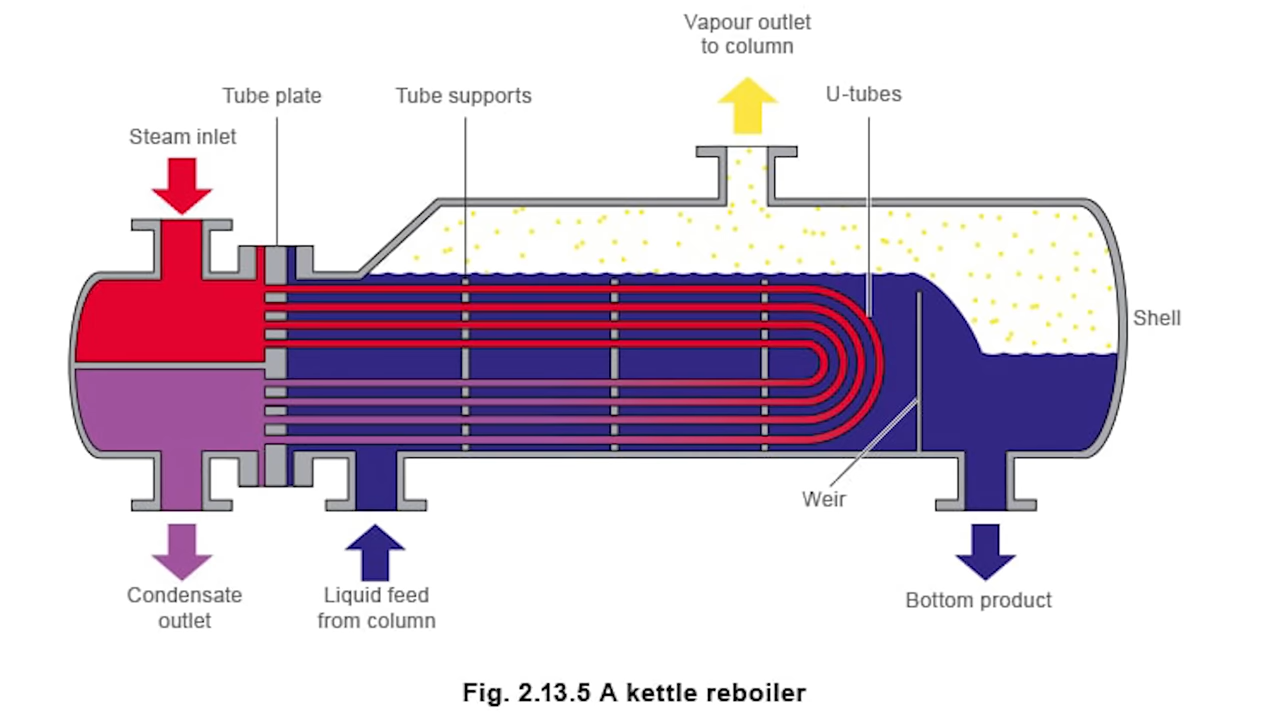 Vapour outlet
to column
Tube plate
Tube supports
U-tubes
Steam inlet
Shell
Weir
Condensate
outlet
Liquid feed
from column
Bottom product
Fig. 2.13.5 A kettle reboiler